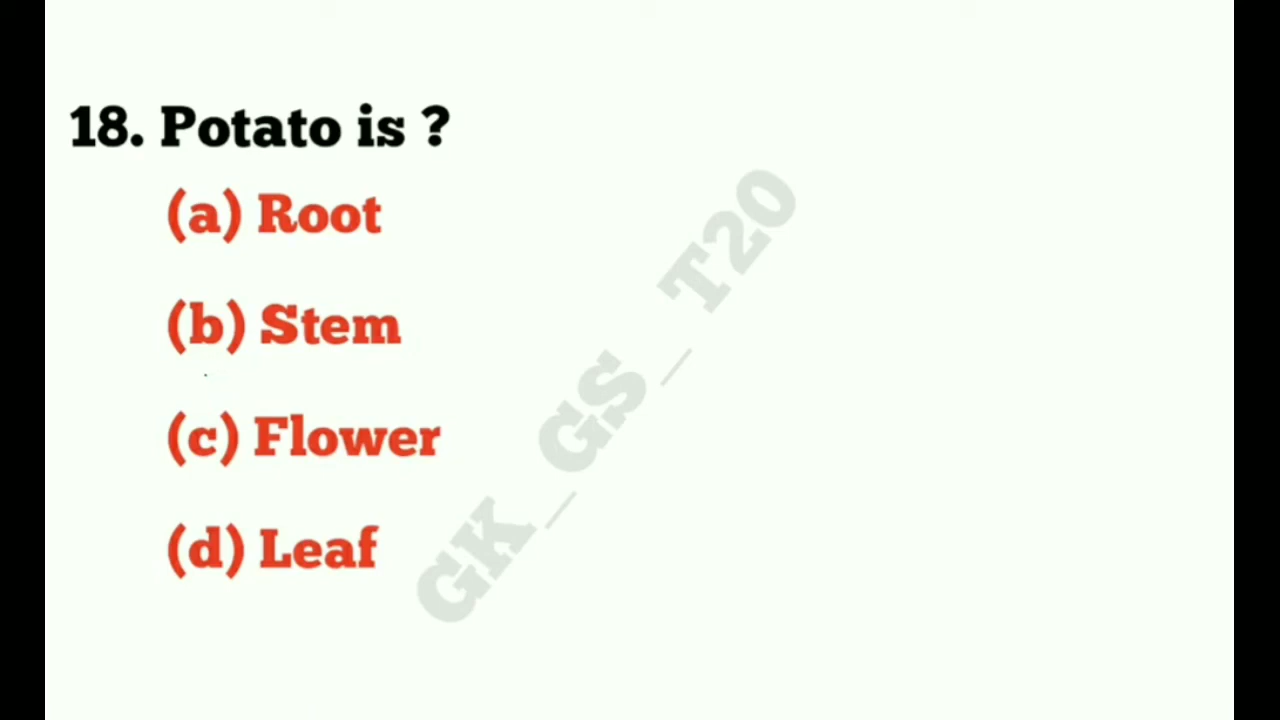 18. Potato is ?
(a) Root
(b) Stem
(c) Flower
(d) Leaf
GK_GS_T20